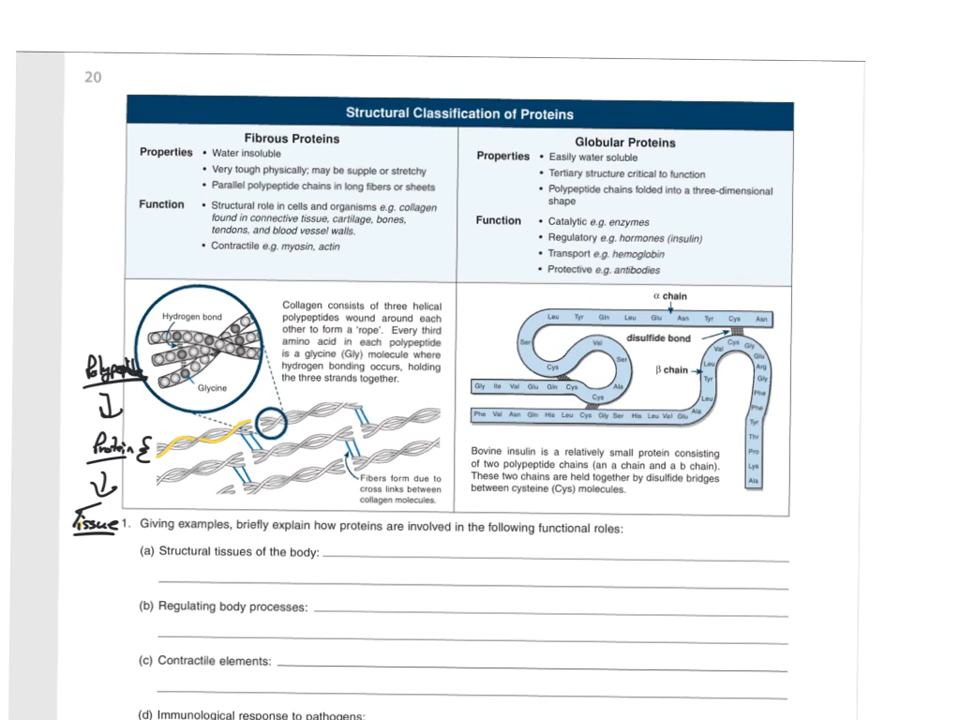 20
Structural Classification of Proteins
Fibrous Proteins
Properties • Water insoluble
• Very tough physically; may be supple or stretchy
• Parallel polypeptide chains in long fibers or sheets
Function • Structural role in cells and organisms e.g. collagen
found in connective tissue, cartilage, bones,
tendons, and blood vessel walls.
• Contractile e.g. myosin, actin
Globular Proteins
Properties • Easily water soluble
• Tertiary structure critical to function
• Polypeptide chains folded into a three-dimensional
shape
Function • Catalytic e.g. enzymes
• Regulatory e.g. hormones (insulin)
• Transport e.g. hemoglobin
• Protective e.g. antibodies
Hydrogen bond
Glycine
Collagen consists of three helical
polypeptides wound around each
other to form a 'rope'. Every third
amino acid in each polypeptide
is a glycine (Gly) molecule where
hydrogen bonding occurs, holding
the three strands together.
Fibers form due to
cross links between
collagen molecules.
Protein
Tissue
α chain
Leu Tyr Gln Leu Glu Asn Tyr Cys Asn
disulfide bond
β chain
Ser
Cys
Val
Ser
Ala
Cys
Gly Ile Val Glu Gln Cys
Phe Val Asn Gln His Leu Cys Gly Ser His Leu Val Glu Ala
Leu
Tyr
Leu
Val
Cys
Gly
Glu
Arg
Gly
Phe
Phe
Tyr
Thr
Pro
Lys
Ala
Bovine insulin is a relatively small protein consisting
of two polypeptide chains (an a chain and a b chain).
These two chains are held together by disulfide bridges
between cysteine (Cys) molecules.
1. Giving examples, briefly explain how proteins are involved in the following functional roles:
(a) Structural tissues of the body:
(b) Regulating body processes:
(c) Contractile elements:
(d) Immunological response to pathogens: